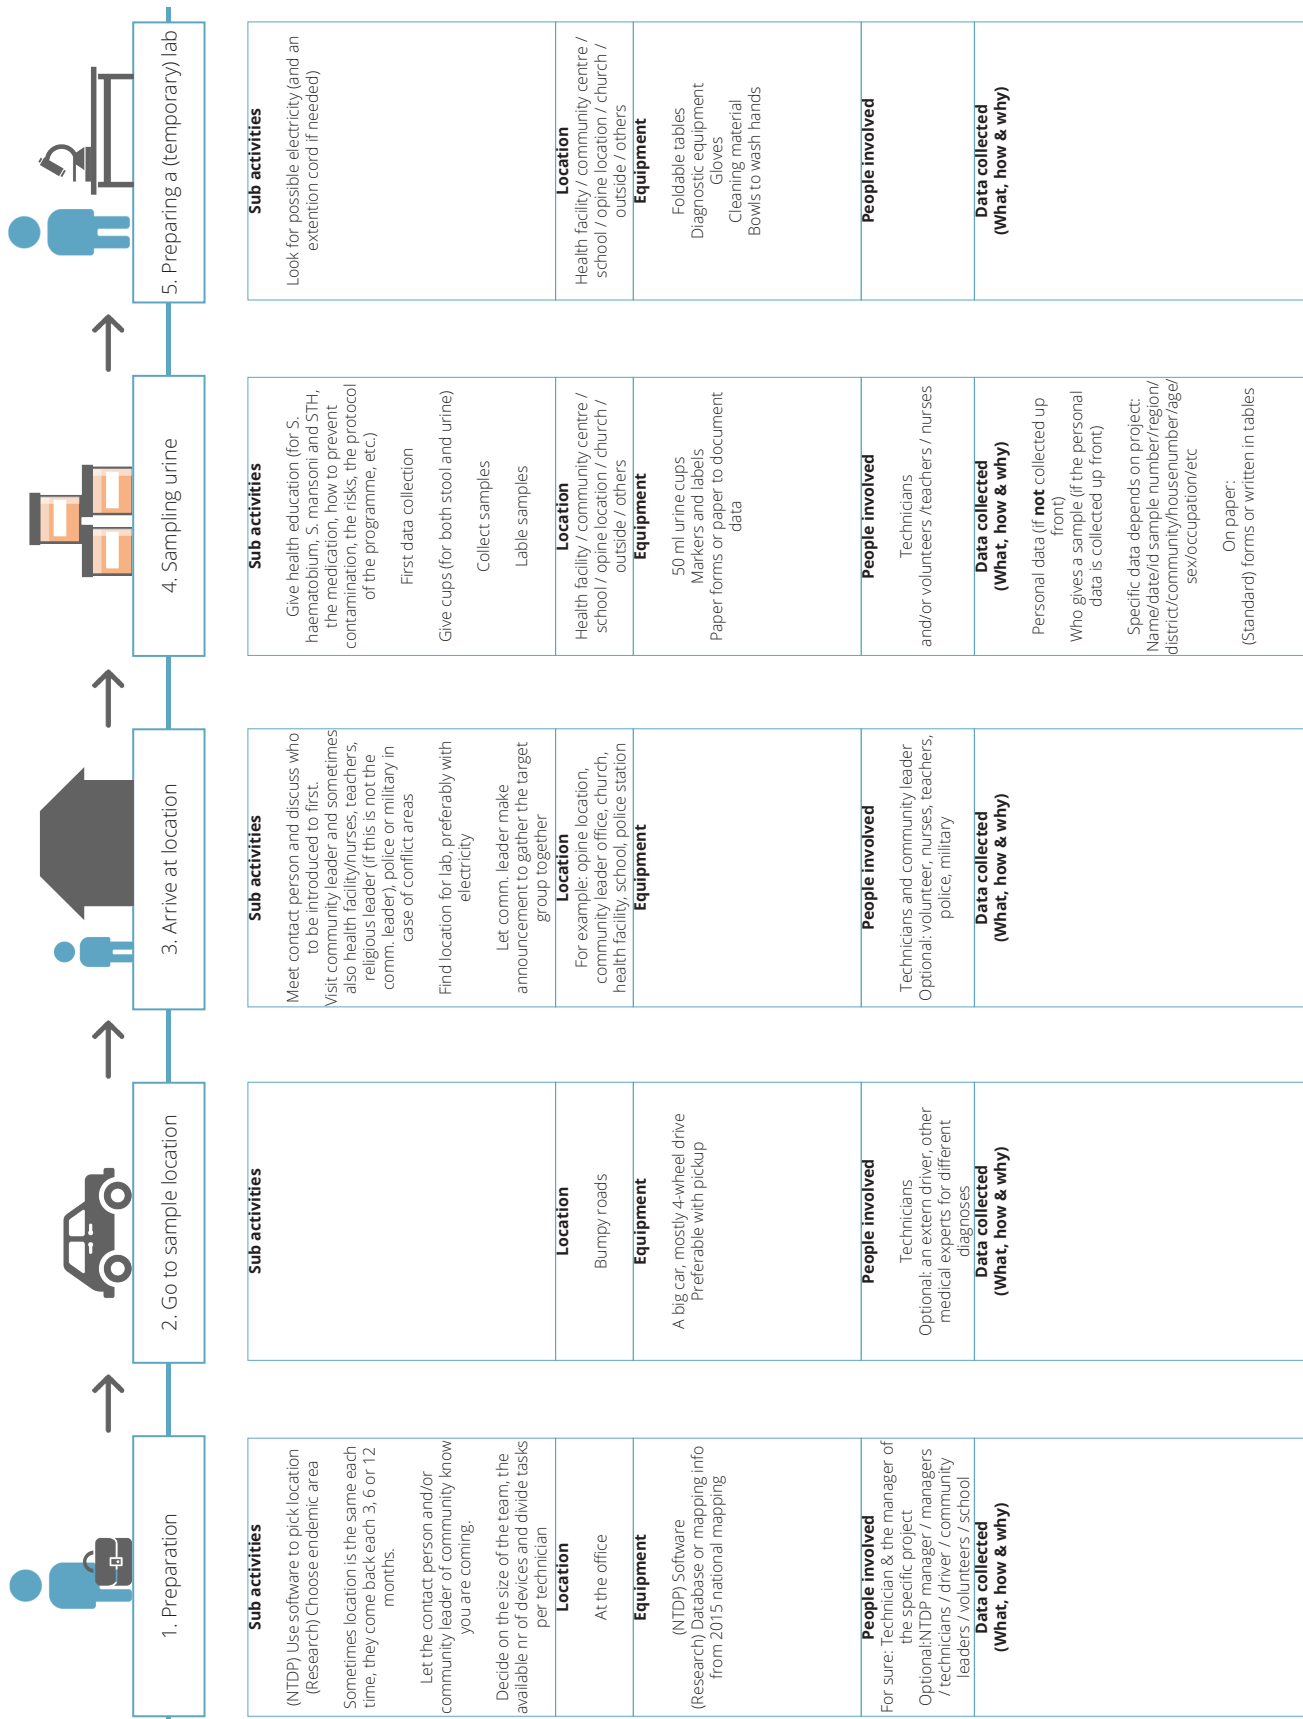 1. Preparation
Sub activities
(NTDP) Use software to pick location
(Research) Choose endemic area
Sometimes location is the same each
time, they come back each 3, 6 or 12
months.
Let the contact person and/or
community leader of community know
you are coming.
Decide on the size of the team, the
available nr of devices and divide tasks
per technician
Location
At the office
Equipment
(NTDP) Software
(Research) Database or mapping info
from 2015 national mapping
People involved
For sure: Technician & the manager of
the specific project
Optional:NTDP manager / managers
/ technicians / driver / community
leaders / volunteers / school
Data collected
(What, how & why)
2. Go to sample location
Sub activities
Location
Bumpy roads
Equipment
A big car, mostly 4-wheel drive
Preferable with pickup
People involved
Technicians
Optional: an extern driver, other
medical experts for different
diagnoses
Data collected
(What, how & why)
3. Arrive at location
Sub activities
Meet contact person and discuss who
to be introduced to first.
Visit community leader and sometimes
also health facility/nurses, teachers,
religious leader (if this is not the
comm. leader), police or military in
case of conflict areas
Find location for lab, preferably with
electricity
Let comm. leader make
announcement to gather the target
group together
Location
For example: opine location,
community leader office, church,
health facility, school, police station
Equipment
People involved
Technicians and community leader
Optional: volunteer, nurses, teachers,
police, military
Data collected
(What, how & why)
4. Sampling urine
Sub activities
Give health education (for S.
haematobium, S. mansoni and STH,
the medication, how to prevent
contamination, the risks, the protocol
of the programme, etc.)
First data collection
Give cups (for both stool and urine)
Collect samples
Lable samples
Location
Health facility / community centre /
school / opine location / church /
outside / others
Equipment
50 ml urine cups
Markers and labels
Paper forms or paper to document
data
People involved
Technicians
and/or volunteers /teachers / nurses
Data collected
(What, how & why)
Personal data (if not collected up
front)
Who gives a sample (if the personal
data is collected up front)
Specific data depends on project:
Name/date/id sample number/region/
district/community/housenumber/age/
sex/occupation/etc
On paper:
(Standard) forms or written in tables
5. Preparing a (temporary) lab
Sub activities
Look for possible electricity (and an
extention cord if needed)
Location
Health facility / community centre /
school / opine location / church /
outside / others
Equipment
Foldable tables
Diagnostic equipment
Gloves
Cleaning material
Bowls to wash hands
People involved
Data collected
(What, how & why)